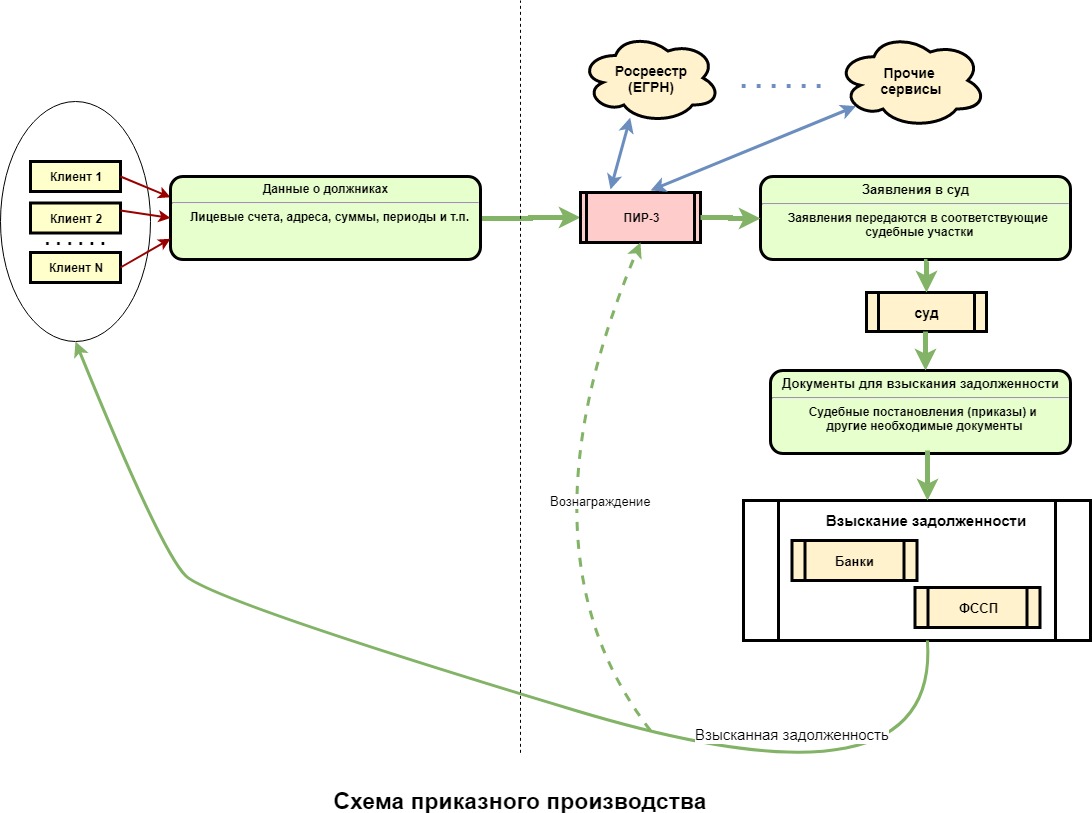 Росреестр
(ЕГРН)
. . . . . .
Прочие
сервисы
Клиент 1
Клиент 2
. . . . . .
Клиент N
Данные о должниках
Лицевые счета, адреса, суммы, периоды и т.п.
ПИР-3
Заявления в суд
Заявления передаются в соответствующие
судебные участки
суд
Документы для взыскания задолженности
Судебные постановления (приказы) и
другие необходимые документы
Вознаграждение
Взыскание задолженности
Банки
ФССП
Взысканная задолженность
Схема приказного производства